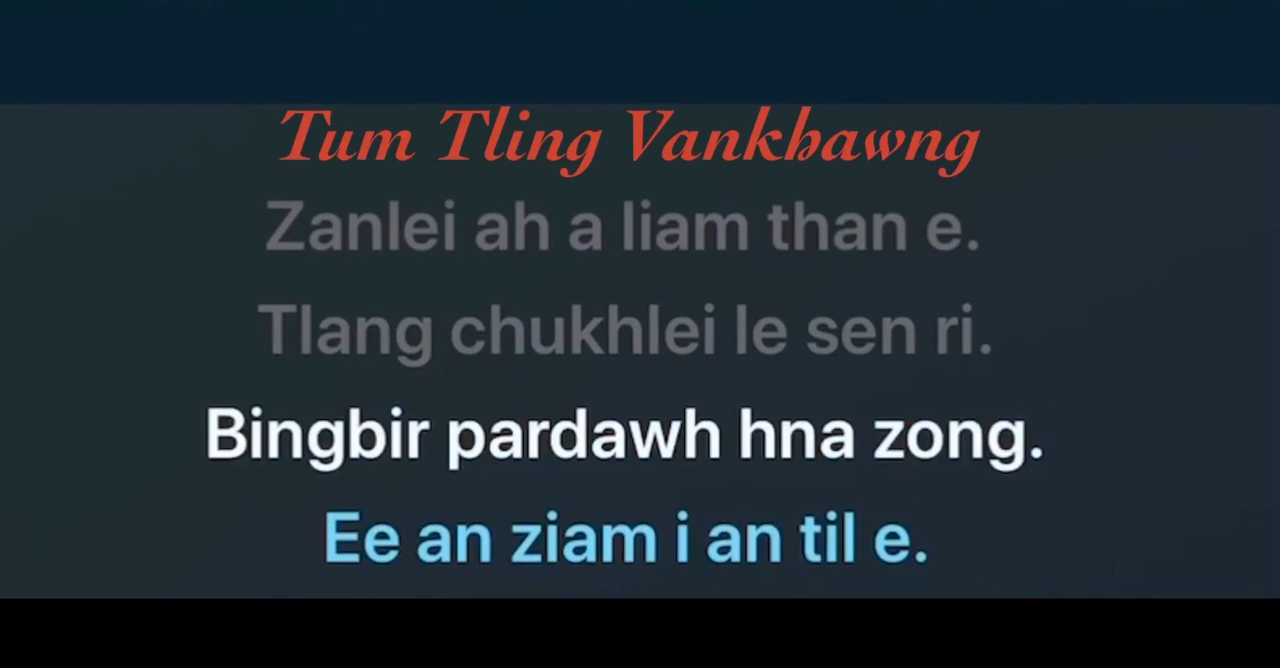 Tum Tling Vankhawng
Zanlei ah a liam than e.
Tlang chukhlei le sen ri.
Bingbir pardawh hna zong.
Ee an ziam i an til e.